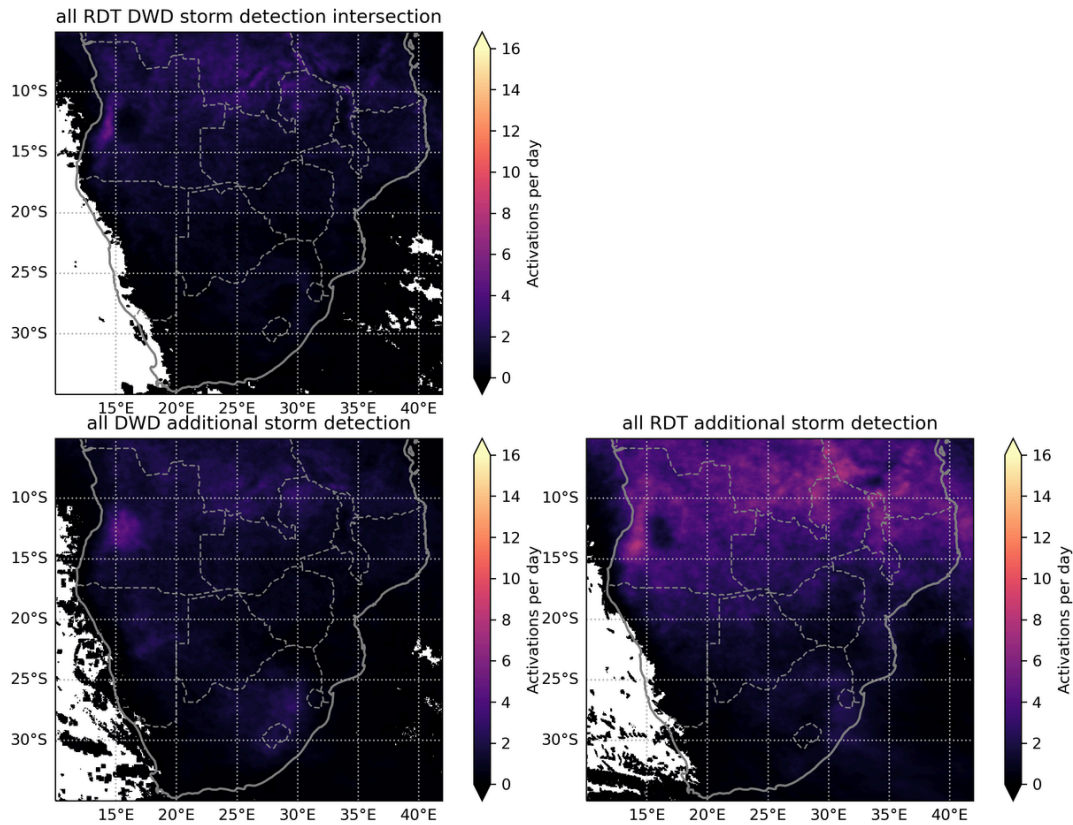 all RDT DWD storm detection intersection
10°S
15°S
20°S
25°S
30°S
15°E 20°E 25°E 30°E 35°E 40°E
16
14
12
10
8
6
4
2
0
Activations per day
all DWD additional storm detection
10°S
15°S
20°S
25°S
30°S
15°E 20°E 25°E 30°E 35°E 40°E
16
14
12
10
8
6
4
2
0
Activations per day
all RDT additional storm detection
10°S
15°S
20°S
25°S
30°S
15°E 20°E 25°E 30°E 35°E 40°E
16
14
12
10
8
6
4
2
0
Activations per day